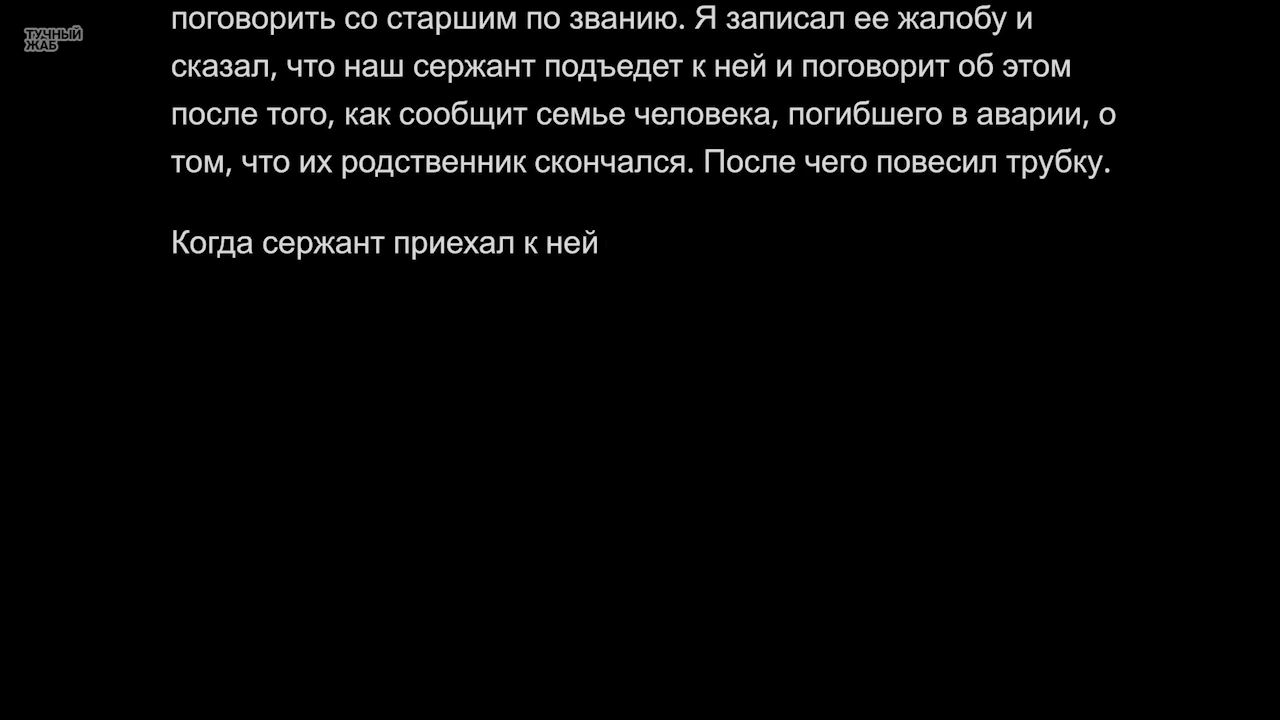 ТУЧНЫЙ
ЖАБ
поговорить со старшим по званию. Я записал ее жалобу и
сказал, что наш сержант подъедет к ней и поговорит об этом
после того, как сообщит семье человека, погибшего в аварии, о
том, что их родственник скончался. После чего повесил трубку.
Когда сержант приехал к ней